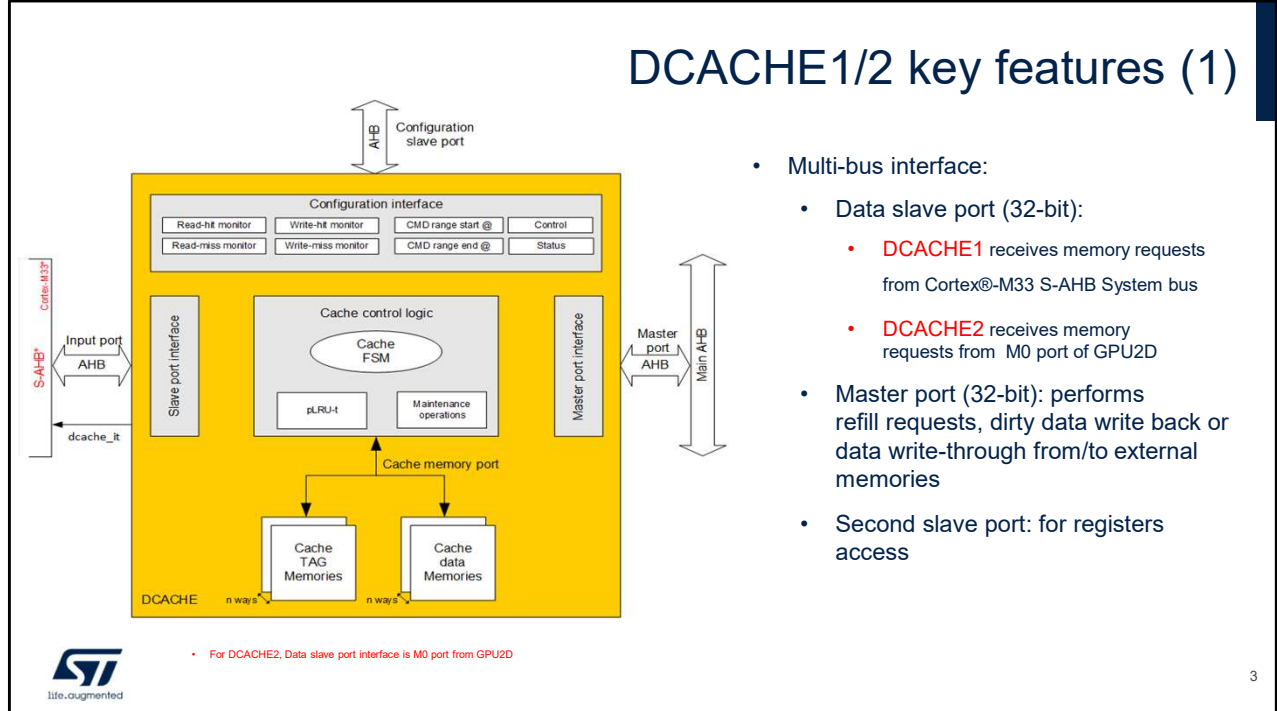 DCACHE1/2 key features (1)
AHB
Configuration
slave port
Configuration interface
Read-hit monitor
Write-hit monitor
CMD range start @
Control
Read-miss monitor
Write-miss monitor
CMD range end @
Status
Cortex-M33*
S-AHB*
Input port
AHB
dcache_it
Slave port interface
Cache control logic
Cache
FSM
pLRU-t
Maintenance
operations
Master port interface
Master
port
AHB
Main AHB
Cache memory port
Cache
TAG
Memories
n ways
Cache
data
Memories
n ways
DCACHE
• Multi-bus interface:
• Data slave port (32-bit):
• DCACHE1 receives memory requests
from Cortex®-M33 S-AHB System bus
• DCACHE2 receives memory
requests from M0 port of GPU2D
• Master port (32-bit): performs
refill requests, dirty data write back or
data write-through from/to external
memories
• Second slave port: for registers
access
• For DCACHE2, Data slave port interface is M0 port from GPU2D
ST
life.augmented
3